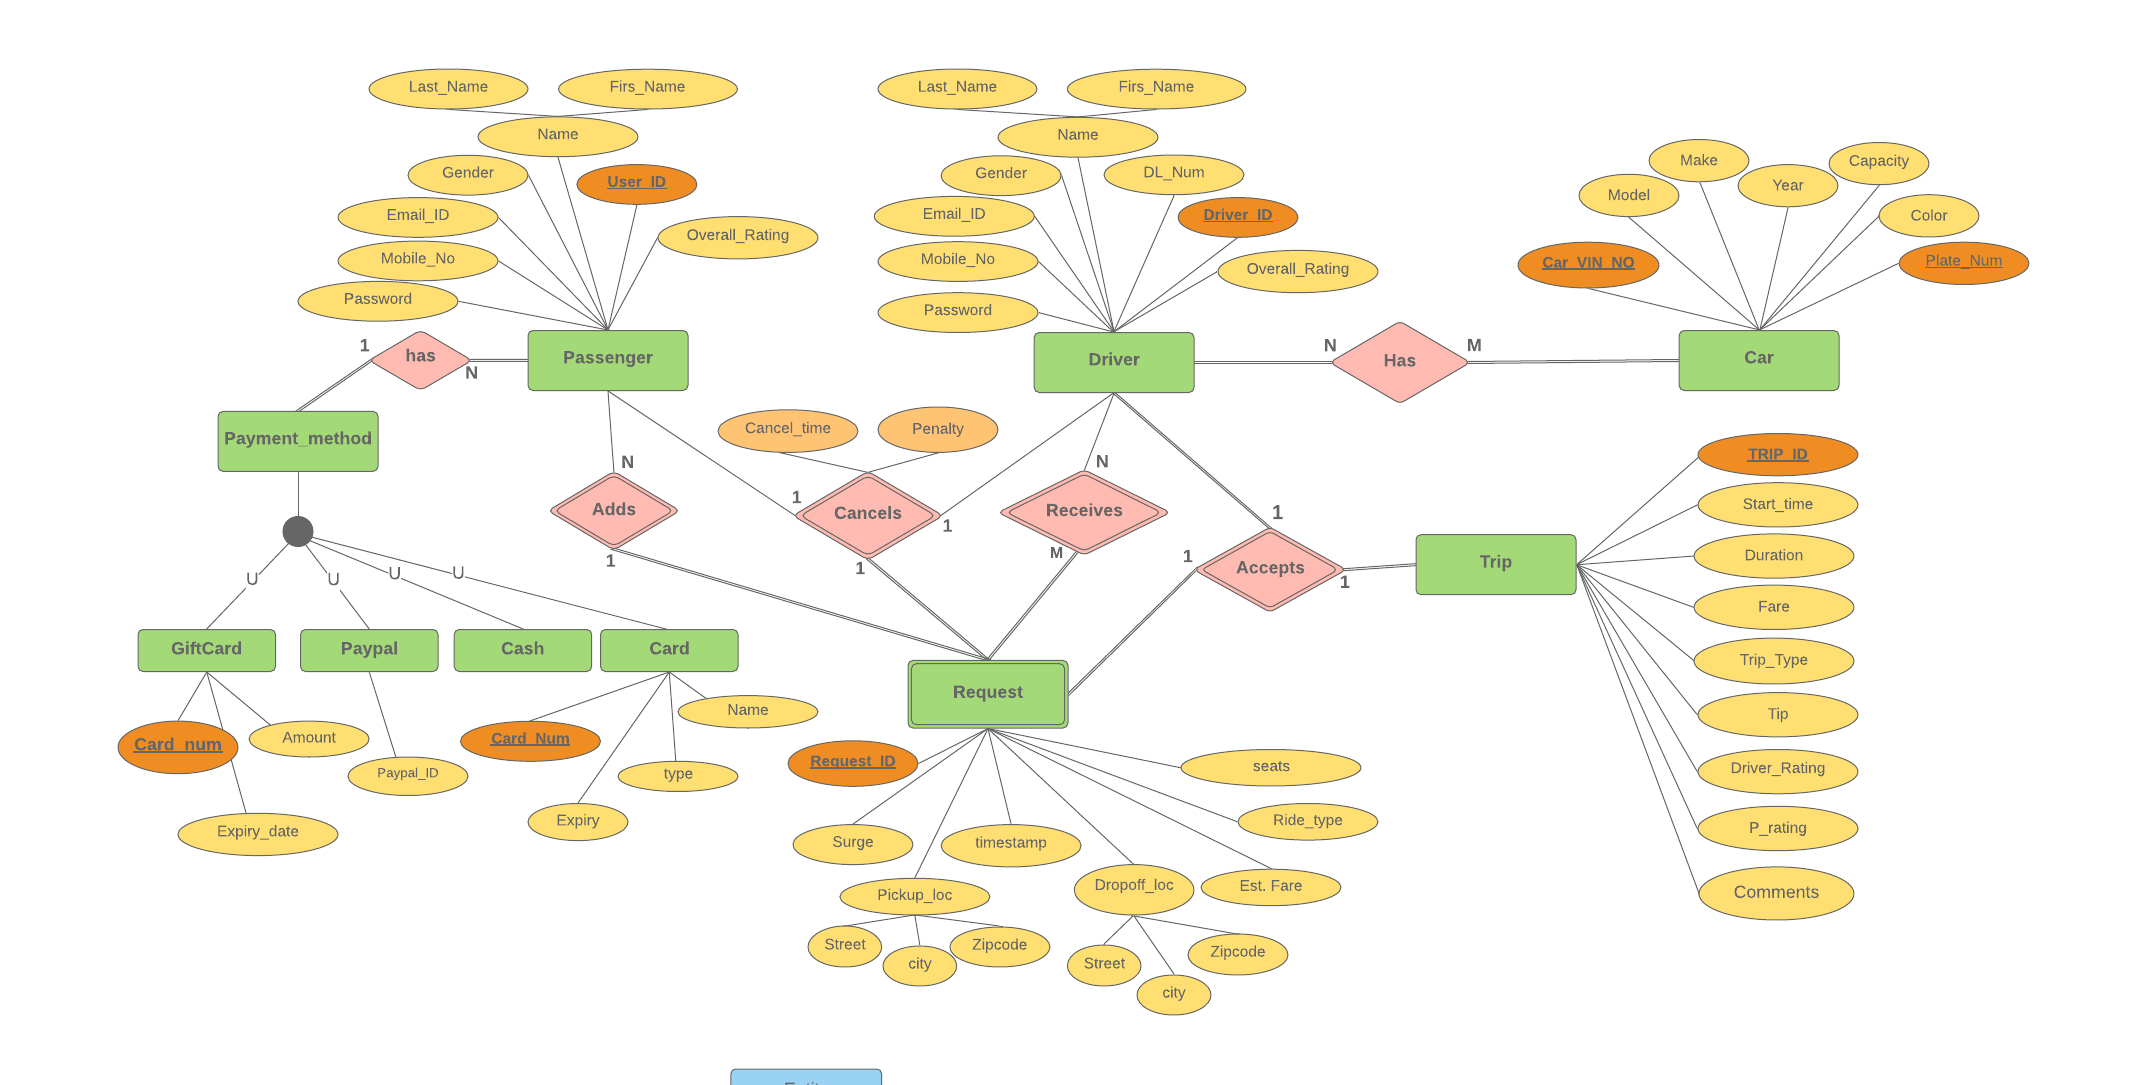 Last_Name
Firs_Name
Last_Name
Firs_Name
Name
Name
Make
Capacity
Gender
User_ID
Gender
DL_Num
Year
Model
Email_ID
Email_ID
Driver_ID
Color
Overall_Rating
Mobile_No
Mobile_No
Overall_Rating
Car_VIN_NO
Plate_Num
Password
Password
1
has
N
Passenger
Driver
N
Has
M
Car
Payment_method
Cancel_time
Penalty
TRIP_ID
N
N
1
Adds
1
Cancels
1
Receives
1
Start_time
1
1
M
1
Accepts
1
Trip
Duration
U
U
U
U
Fare
GiftCard
Paypal
Cash
Card
Request
Trip_Type
Card_num
Amount
Paypal_ID
Card_Num
Name
type
Expiry
Expiry_date
Tip
Request_ID
seats
Driver_Rating
Surge
timestamp
Ride_type
P_rating
Pickup_loc
Dropoff_loc
Est. Fare
Comments
Street
city
Zipcode
Street
city
Zipcode